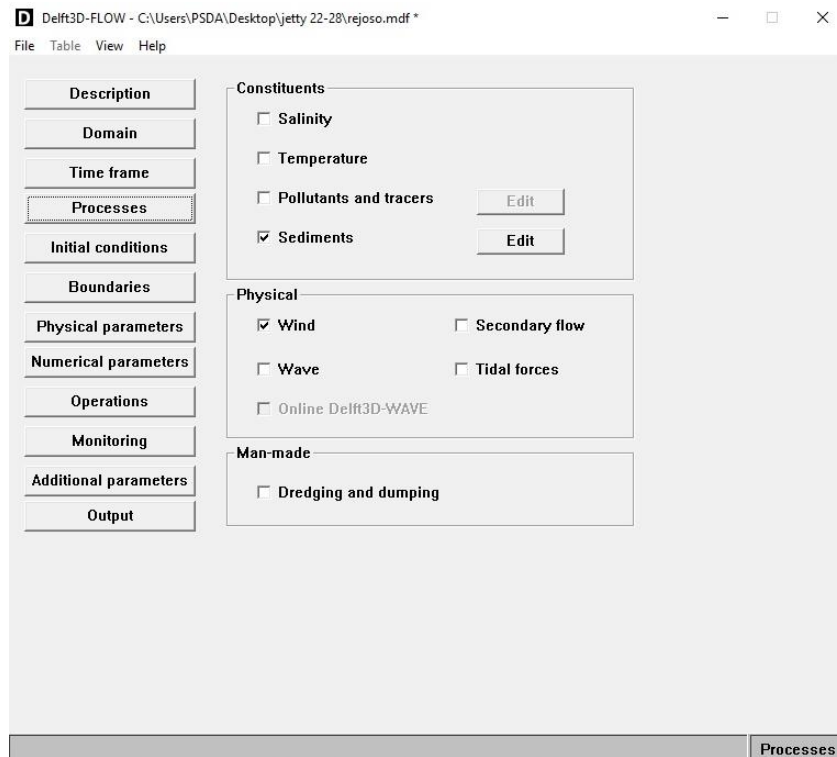 D Delft3D-FLOW - C:\Users\PSDA\Desktop\jetty 22-28\rejoso.mdf *
File Table View Help
Description
Domain
Time frame
Processes
Initial conditions
Boundaries
Physical parameters
Numerical parameters
Operations
Monitoring
Additional parameters
Output
Constituents
Salinity
Temperature
Pollutants and tracers Edit
Sediments Edit
Physical
Wind Secondary flow
Wave Tidal forces
Online Delft3D-WAVE
Man-made
Dredging and dumping
Processes